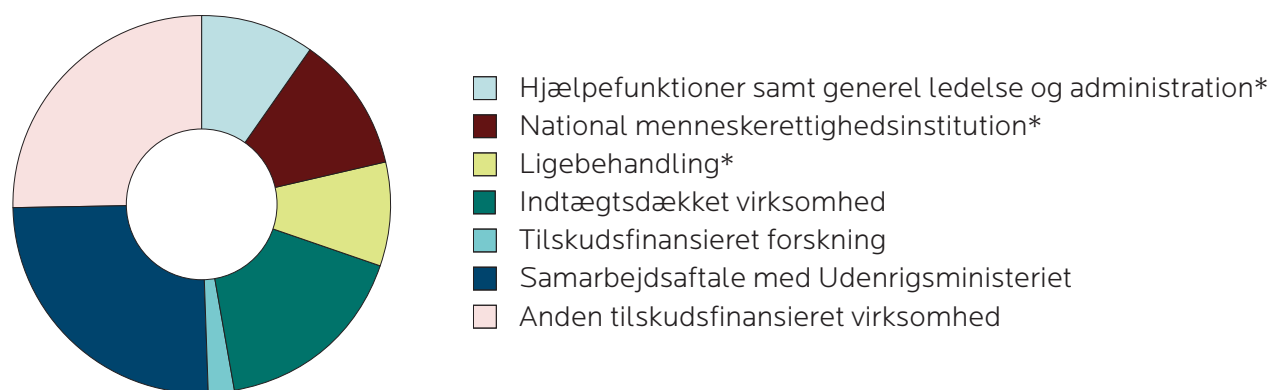 Hjælpefunktioner samt generel ledelse og administration*
National menneskerettighedsinstitution*
Ligebehandling*
Indtægtsdækket virksomhed
Tilskudsfinansieret forskning
Samarbejdsaftale med Udenrigsministeriet
Anden tilskudsfinansieret virksomhed